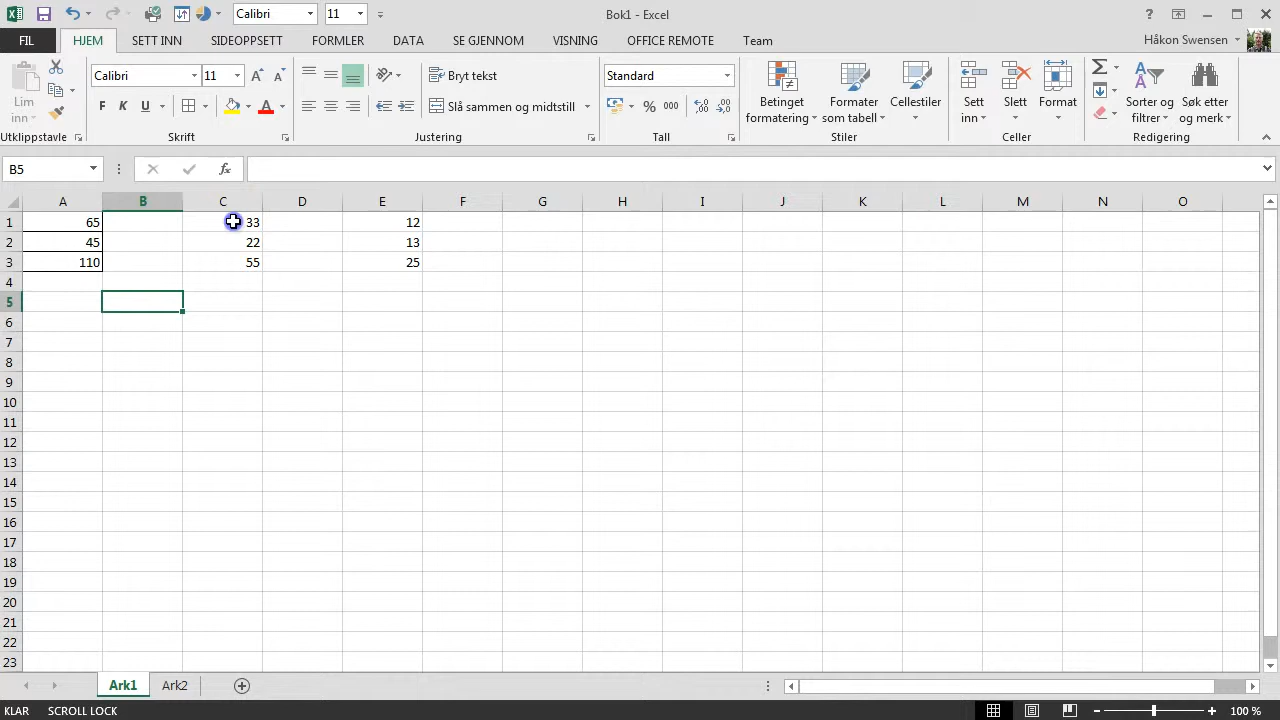 Calibri 11 Bok1 - Excel ?
FIL HJEM SETT INN SIDEOPPSETT FORMLER DATA SE GJENNOM VISNING OFFICE REMOTE Team Håkon Swensen
Lim inn
Calibri 11 A A
F K U A
Bryt tekst
Slå sammen og midtstill
Standard
% 000
Betinget formatering
Formater som tabell
Cellestiler
Sett inn
Slett
Format
Sorter og filtrer
Søk etter og merk
Utklippstavle Skrift Justering Tall Stiler Celler Redigering
B5 fx
A B C D E F G H I J K L M N O
1 65 33 12
2 45 22 13
3 110 55 25
4
5
6
7
8
9
10
11
12
13
14
15
16
17
18
19
20
21
22
23
Ark1 Ark2
KLAR SCROLL LOCK 100 %